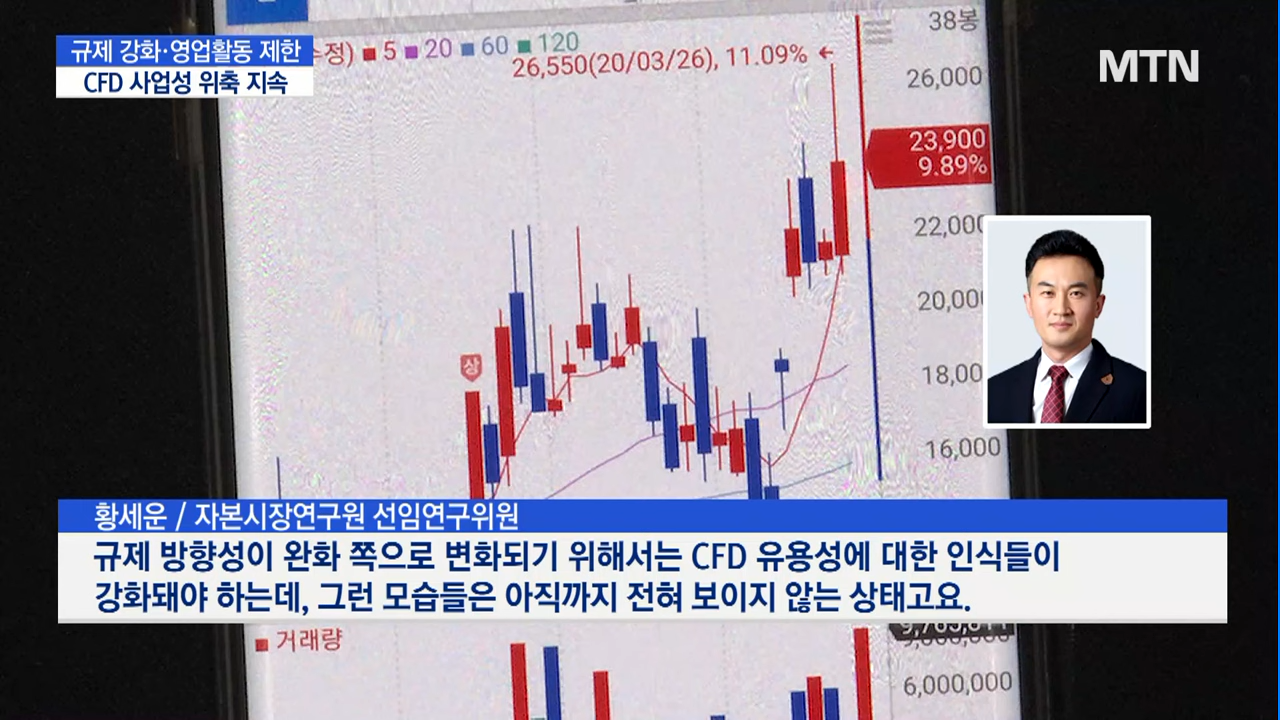 규제 강화·영업활동 제한
CFD 사업성 위축 지속
MTN
정) 5 20 60 120
38봉
26,550(20/03/26), 11.09% ←
26,000
23,900
9.89%
22,000
20,00
18,00
16,000
상
황세운 / 자본시장연구원 선임연구위원
규제 방향성이 완화 쪽으로 변화되기 위해서는 CFD 유용성에 대한 인식들이
강화돼야 하는데, 그런 모습들은 아직까지 전혀 보이지 않는 상태고요.
거래량
6,000,000